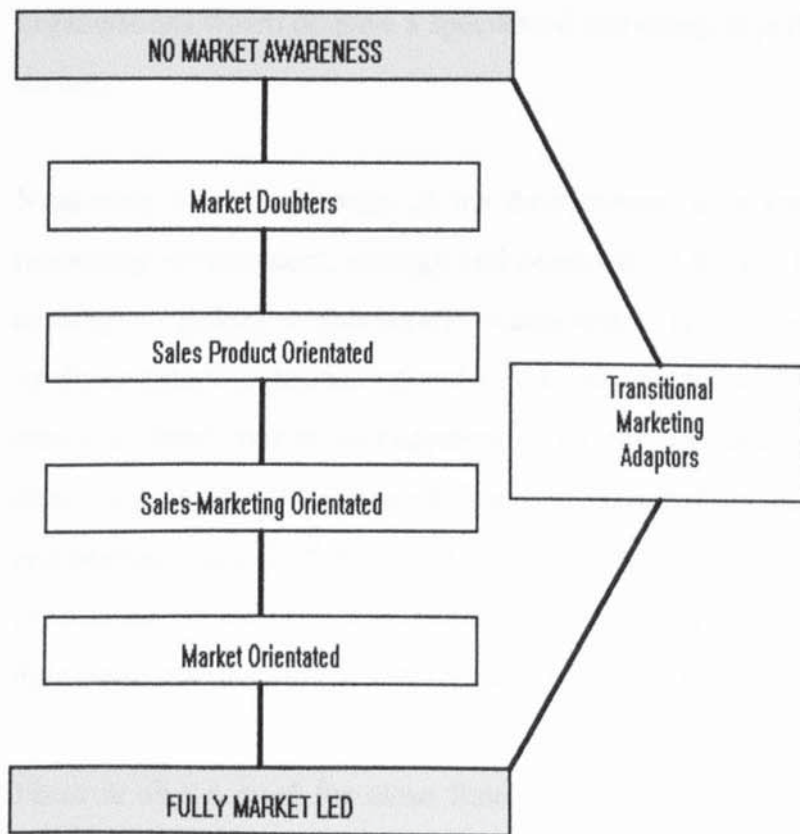 NO MARKET AWARENESS
Market Doubters
Sales Product Orientated
Transitional
Marketing
Adaptors
Sales-Marketing Orientated
Market Orientated
FULLY MARKET LED